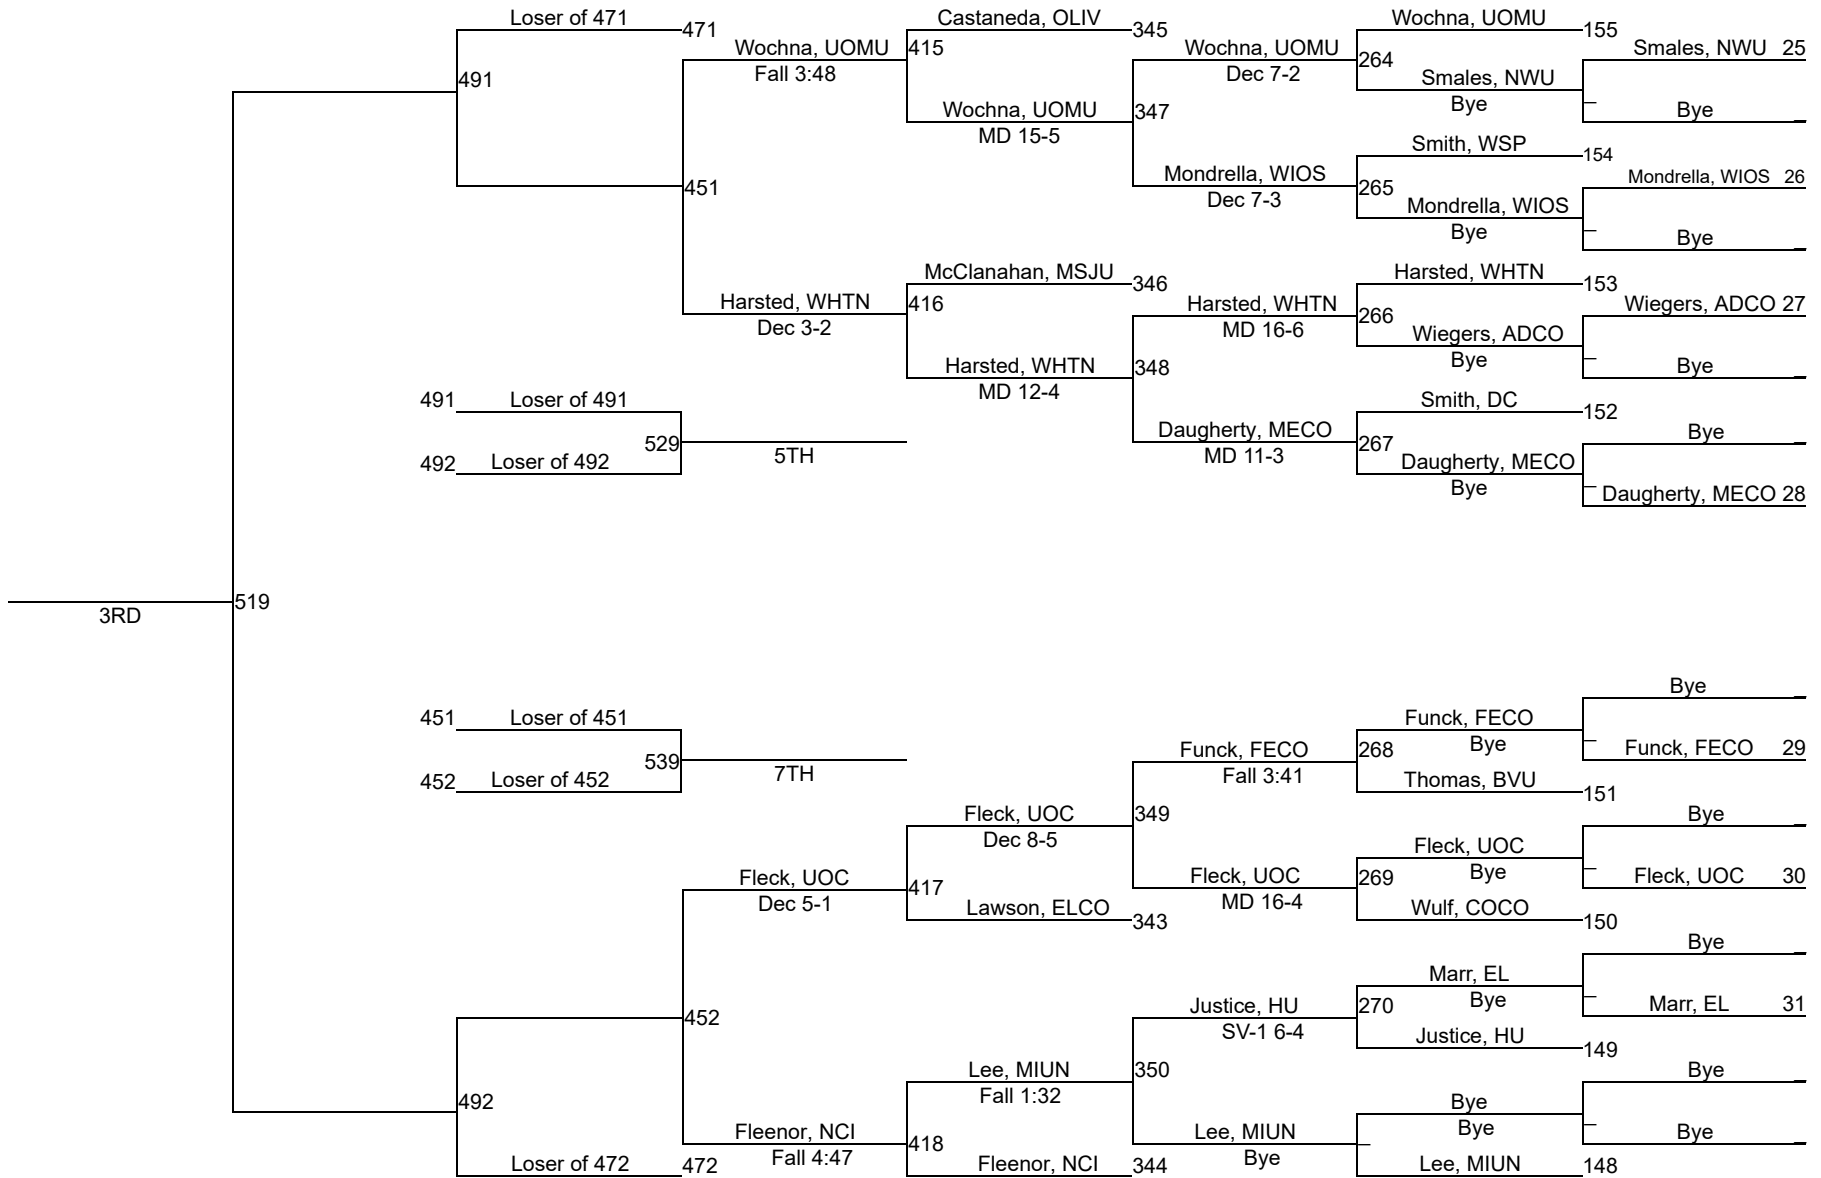 Loser of 471
471
Castaneda, OLIV
345
Wochna, UOMU
155
Wochna, UOMU
415
Wochna, UOMU
Smales, NWU 25
Fall 3:48
Dec 7-2
264
491
Smales, NWU
Bye
Wochna, UOMU
347
Bye _
MD 15-5
Smith, WSP
154
Mondrella, WIOS
Mondrella, WIOS 26
451
265
Dec 7-3
Mondrella, WIOS
Bye
Bye _
McClanahan, MSJU
346
Harsted, WHTN
153
Harsted, WHTN
416
Harsted, WHTN
Wiegers, ADCO 27
Dec 3-2
MD 16-6
266
Wiegers, ADCO
Bye
Harsted, WHTN
348
Bye _
MD 12-4
491 Loser of 491
Smith, DC
152
529
5TH
Daugherty, MECO
267
Bye _
492 Loser of 492
MD 11-3
Daugherty, MECO
Bye
Daugherty, MECO 28
3RD
519
Bye _
451 Loser of 451
Funck, FECO
Bye
539
7TH
Funck, FECO
268
Funck, FECO 29
452 Loser of 452
Fall 3:41
Thomas, BVU
151
Fleck, UOC
349
Bye _
Dec 8-5
Fleck, UOC
Bye
Fleck, UOC
417
Fleck, UOC
269
Fleck, UOC 30
Dec 5-1
MD 16-4
Lawson, ELCO
343
Wulf, COCO
150
Bye _
Marr, EL
Bye
452
Justice, HU
270
Marr, EL 31
SV-1 6-4
Justice, HU
149
Lee, MIUN
350
Bye _
Fall 1:32
492
Bye
Bye
Fleenor, NCI
418
Lee, MIUN
Bye _
Fall 4:47
Bye
Loser of 472
472
Fleenor, NCI
344
Lee, MIUN
148